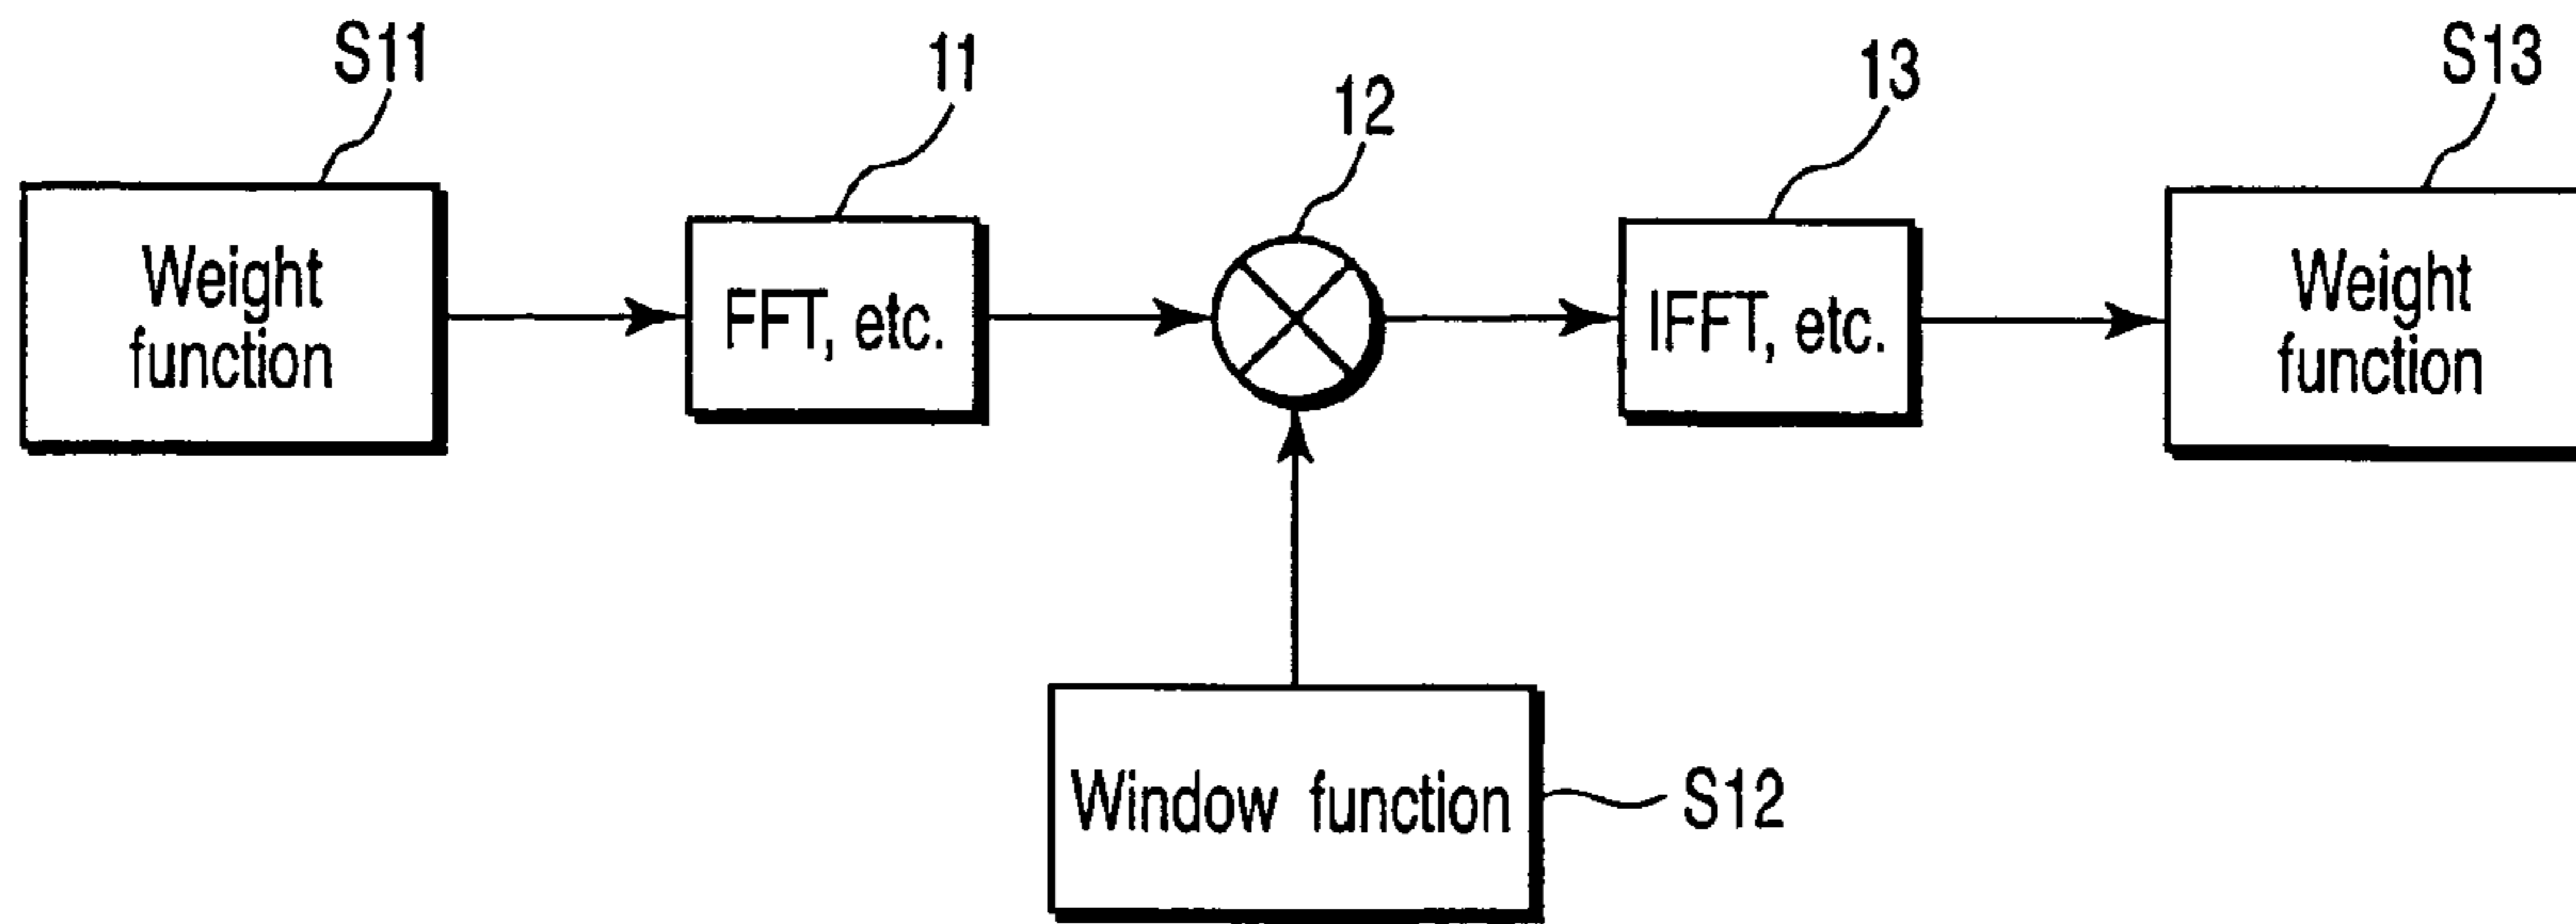 S11
11
12
13
S13
Weight
function
FFT, etc.
IFFT, etc.
Weight
function
Window function
S12